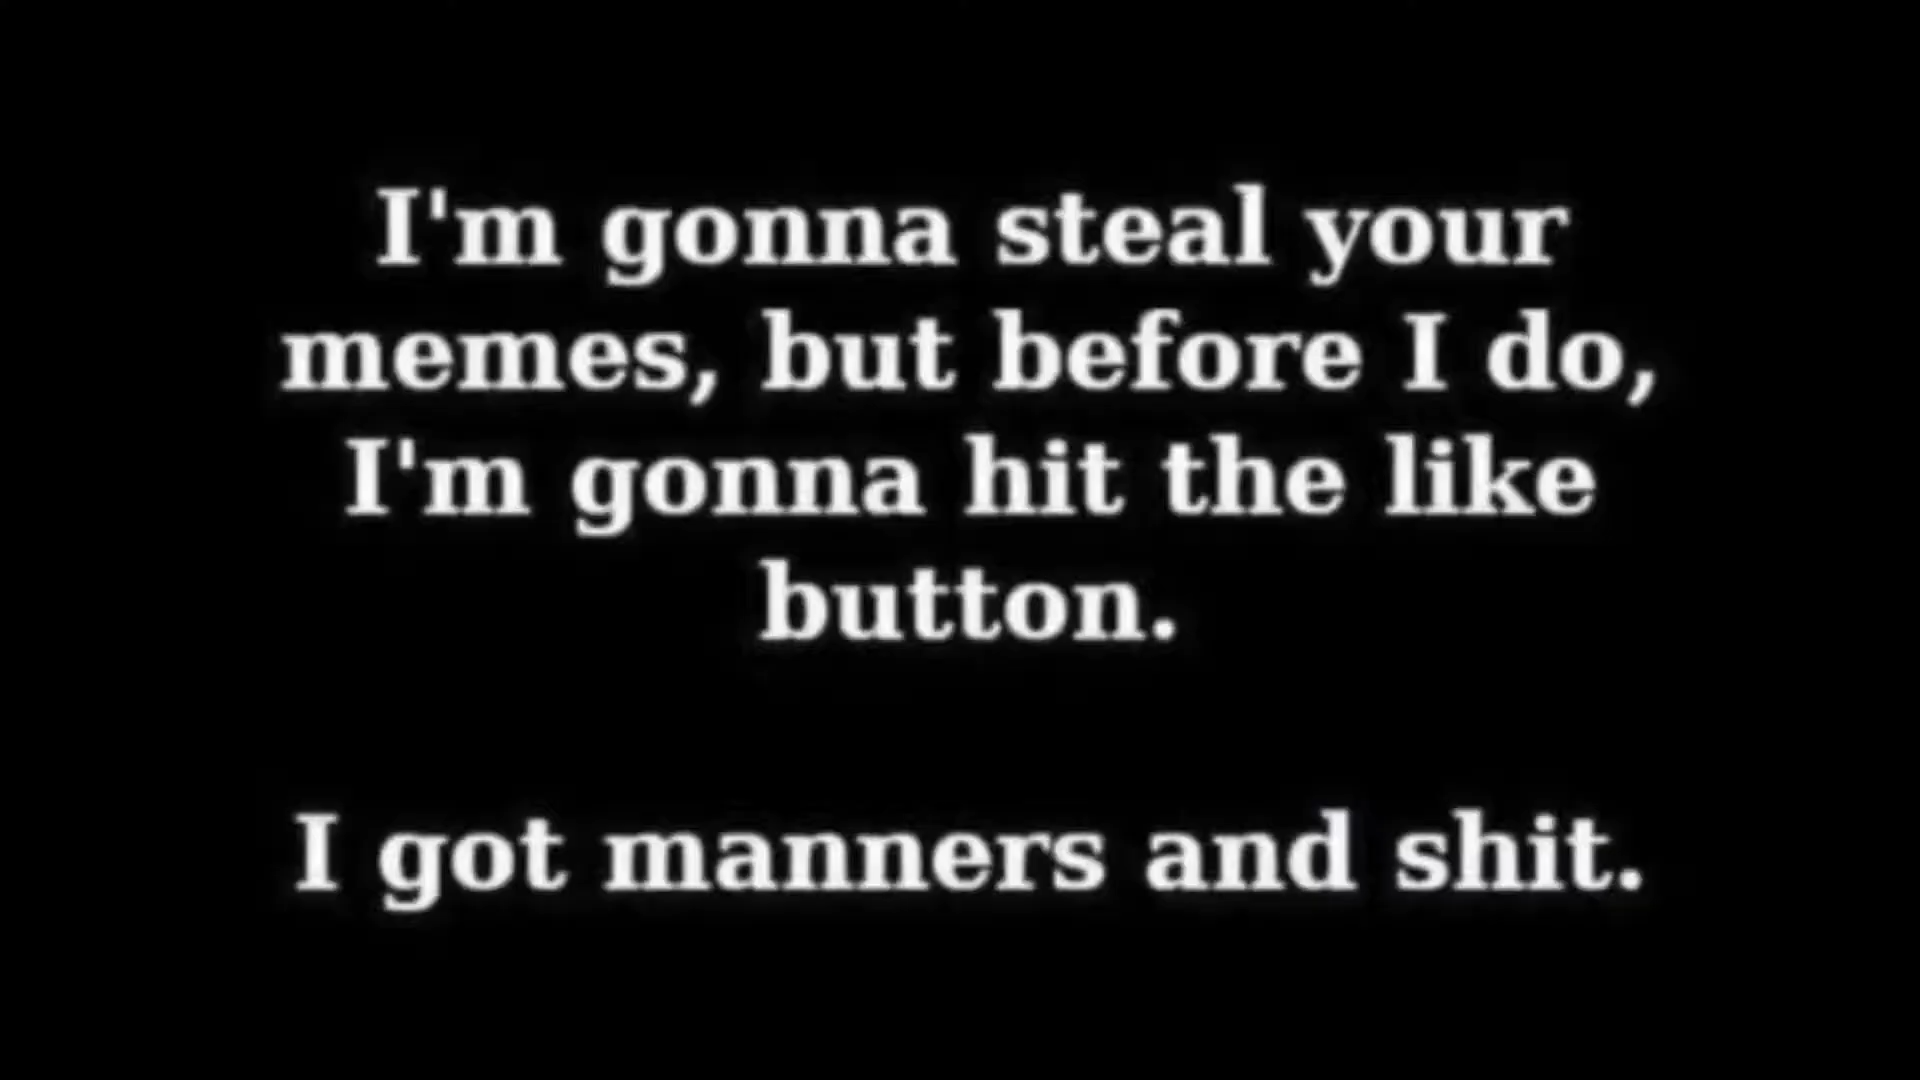 I'm gonna steal your
memes, but before I do,
I'm gonna hit the like
button.
I got manners and shit.